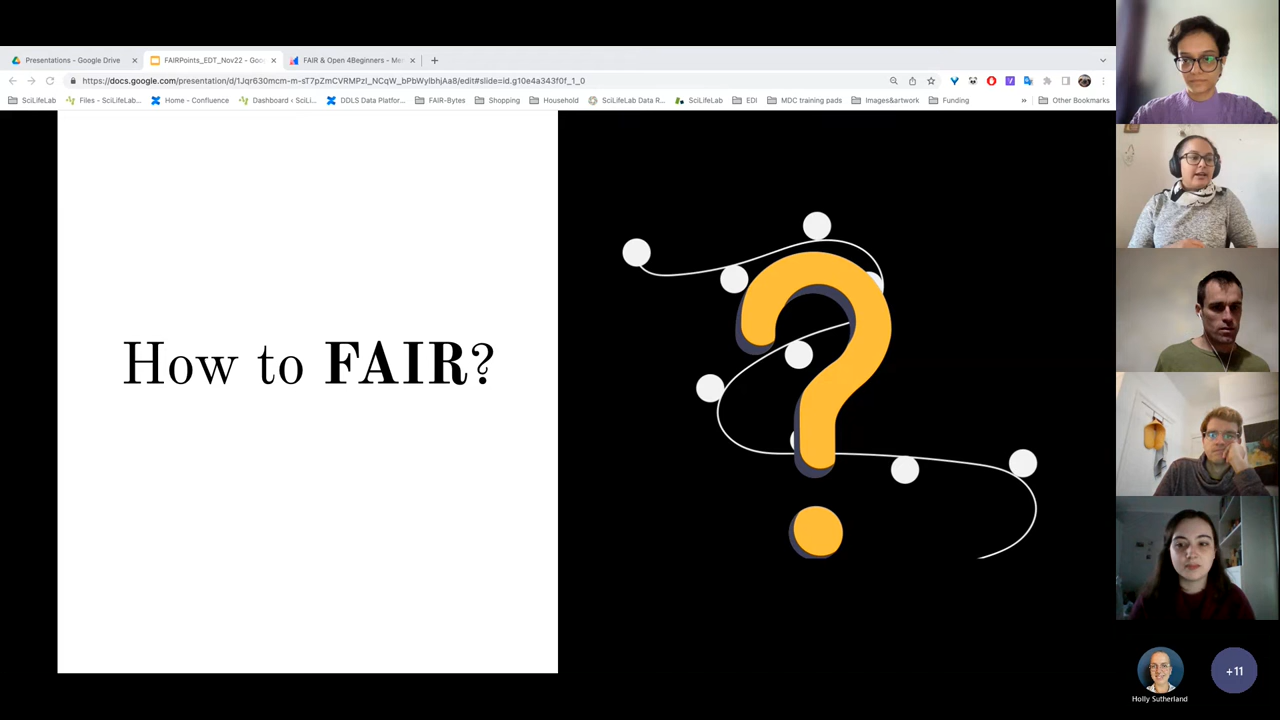 Presentations - Google Drive
FAIRPoints_EDT_Nov22 - Goo
FAIR & Open 4Beginners - Me
https://docs.google.com/presentation/d/1Jqr630mcm-m-sT7pZmCVRMPzl_NCqW_bPbWylbhjAa8/edit#slide=id.g10e4a343f0f_1_0
SciLifeLab
Files - SciLifeLab...
Home - Confluence
Dashboard ‹ SciLi...
DDLS Data Platfor...
FAIR-Bytes
Shopping
Household
SciLifeLab Data R...
SciLifeLab
EDI
MDC training pads
Images&artwork
Funding
»
Other Bookmarks
How to FAIR?
?
Holly Sutherland
+11